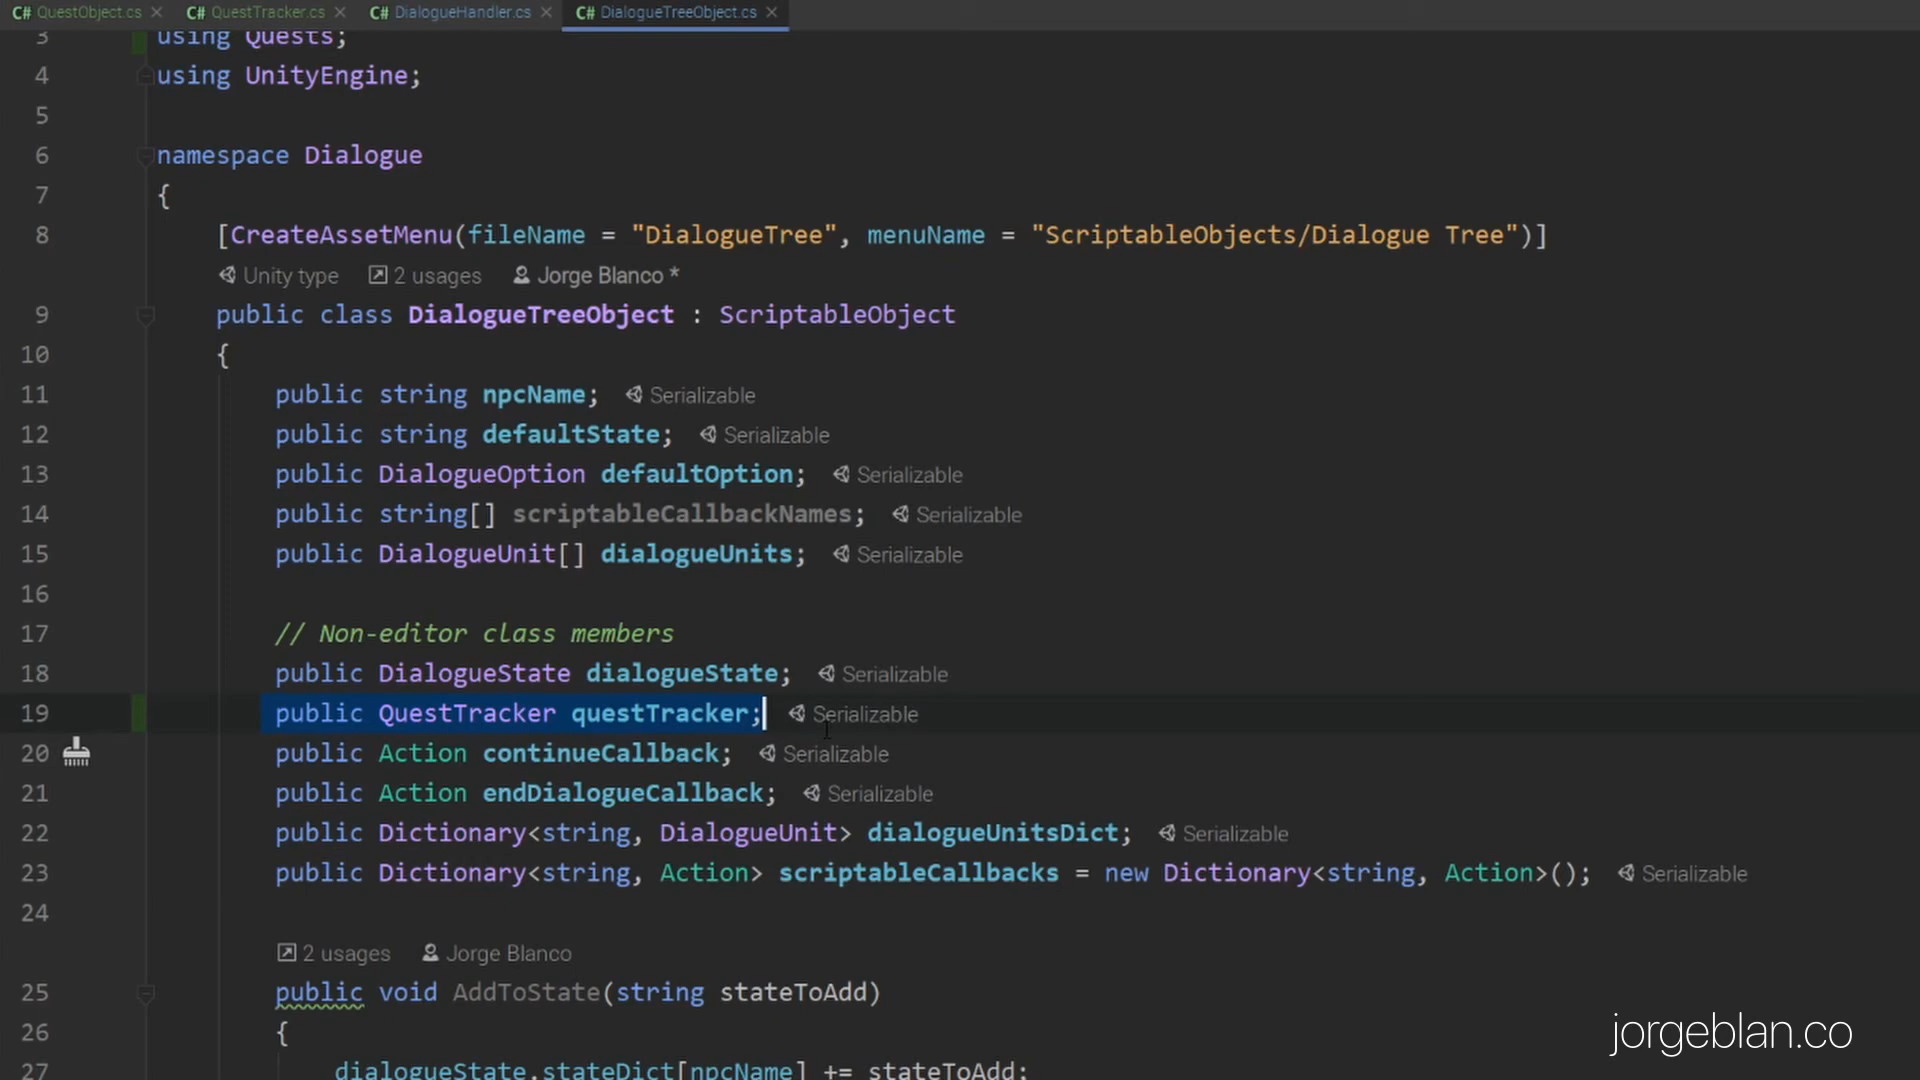 C# QuestObject.cs × C# QuestTracker.cs × C# DialogueHandler.cs × C# DialogueTreeObject.cs ×
3 using Quests;
4 using UnityEngine;
5
6 namespace Dialogue
7 {
8 [CreateAssetMenu(fileName = "DialogueTree", menuName = "ScriptableObjects/Dialogue Tree")]
Unity type 2 usages Jorge Blanco *
9 public class DialogueTreeObject : ScriptableObject
10 {
11 public string npcName; Serializable
12 public string defaultState; Serializable
13 public DialogueOption defaultOption; Serializable
14 public string[] scriptableCallbackNames; Serializable
15 public DialogueUnit[] dialogueUnits; Serializable
16
17 // Non-editor class members
18 public DialogueState dialogueState; Serializable
19 public QuestTracker questTracker; Serializable
20 public Action continueCallback; Serializable
21 public Action endDialogueCallback; Serializable
22 public Dictionary<string, DialogueUnit> dialogueUnitsDict; Serializable
23 public Dictionary<string, Action> scriptableCallbacks = new Dictionary<string, Action>(); Serializable
24
2 usages Jorge Blanco
25 public void AddToState(string stateToAdd)
26 {
27 dialogueState.stateDict[npcName] += stateToAdd;
jorgeblan.co